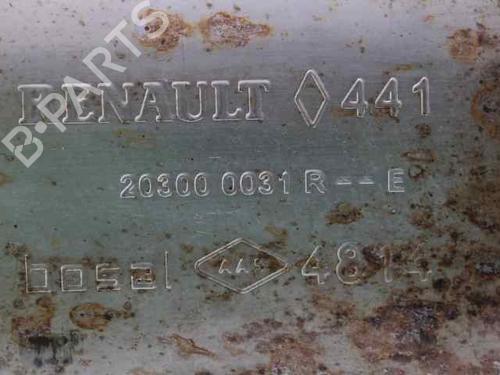 RENAULT 441
20300 0031 R -- E
bosal 4814
B-PARTS